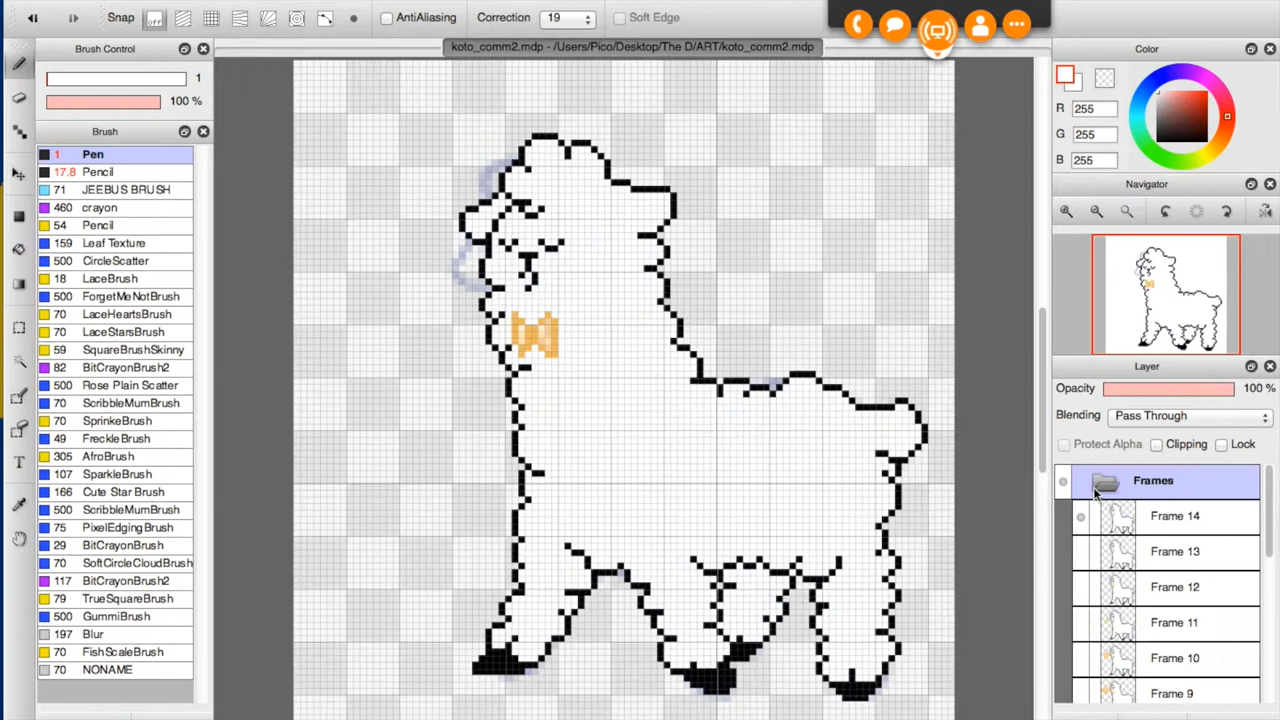 Snap off AntiAliasing Correction 19 Soft Edge
koto_comm2.mdp - /Users/Pico/Desktop/The D/ART/koto_comm2.mdp
Brush Control
1
100 %
Brush
1 Pen
17.8 Pencil
71 JEEBUS BRUSH
460 crayon
54 Pencil
159 Leaf Texture
500 CircleScatter
18 LaceBrush
500 ForgetMeNotBrush
70 LaceHeartsBrush
70 LaceStarsBrush
59 SquareBrushSkinny
82 BitCrayonBrush2
500 Rose Plain Scatter
70 ScribbleMumBrush
70 SprinkeBrush
49 FreckleBrush
305 AfroBrush
107 SparkleBrush
166 Cute Star Brush
500 ScribbleMumBrush
75 PixelEdgingBrush
29 BitCrayonBrush
70 SoftCircleCloudBrush
117 BitCrayonBrush2
79 TrueSquareBrush
500 GummiBrush
197 Blur
70 FishScaleBrush
70 NONAME
Color
R 255
G 255
B 255
Navigator
Layer
Opacity 100 %
Blending Pass Through
Protect Alpha Clipping Lock
Frames
Frame 14
Frame 13
Frame 12
Frame 11
Frame 10
Frame 9